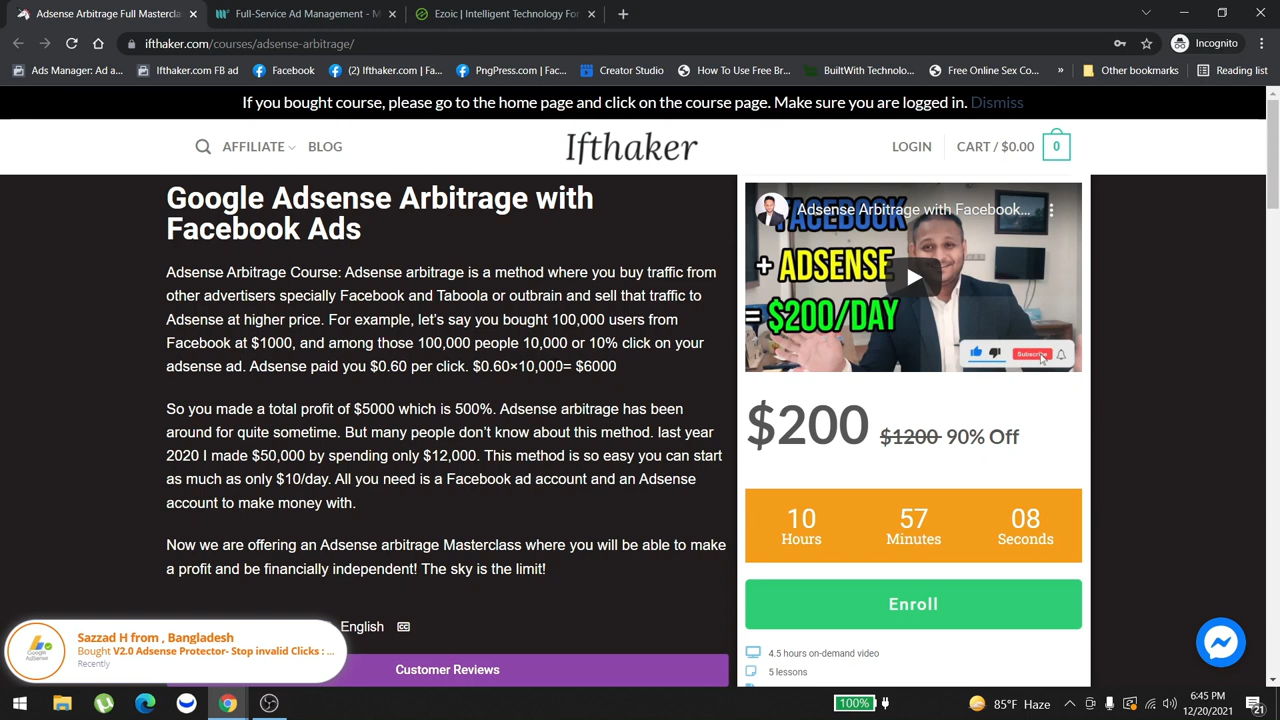 Adsense Arbitrage Full Mastercla
Full-Service Ad Management - M
Ezoic | Intelligent Technology For
ifthaker.com/courses/adsense-arbitrage/
Incognito
Ads Manager: Ad a...
Ifthaker.com FB ad
Facebook
(2) Ifthaker.com | Fa...
PngPress.com | Fac...
Creator Studio
How To Use Free Br...
BuiltWith Technolo...
Free Online Sex Co...
»
Other bookmarks
Reading list
If you bought course, please go to the home page and click on the course page. Make sure you are logged in. Dismiss
AFFILIATE
BLOG
Ifthaker
LOGIN
CART / $0.00
0
Google Adsense Arbitrage with
Facebook Ads
Adsense Arbitrage Course: Adsense arbitrage is a method where you buy traffic from
other advertisers specially Facebook and Taboola or outbrain and sell that traffic to
Adsense at higher price. For example, let's say you bought 100,000 users from
Facebook at $1000, and among those 100,000 people 10,000 or 10% click on your
adsense ad. Adsense paid you $0.60 per click. $0.60×10,000= $6000
So you made a total profit of $5000 which is 500%. Adsense arbitrage has been
around for quite sometime. But many people don't know about this method. last year
2020 I made $50,000 by spending only $12,000. This method is so easy you can start
as much as only $10/day. All you need is a Facebook ad account and an Adsense
account to make money with.
Now we are offering an Adsense arbitrage Masterclass where you will be able to make
a profit and be financially independent! The sky is the limit!
English
Customer Reviews
Adsense Arbitrage with Facebook...
FACEBOOK
+ ADSENSE
= $200/DAY
Subscribe
$200 $1200 90% Off
10 57 08
Hours Minutes Seconds
Enroll
4.5 hours on-demand video
5 lessons
Google
AdSense
Sazzad H from , Bangladesh
Bought V2.0 Adsense Protector- Stop invalid Clicks : ...
Recently
100%
85°F Haze
6:45 PM
12/20/2021
21